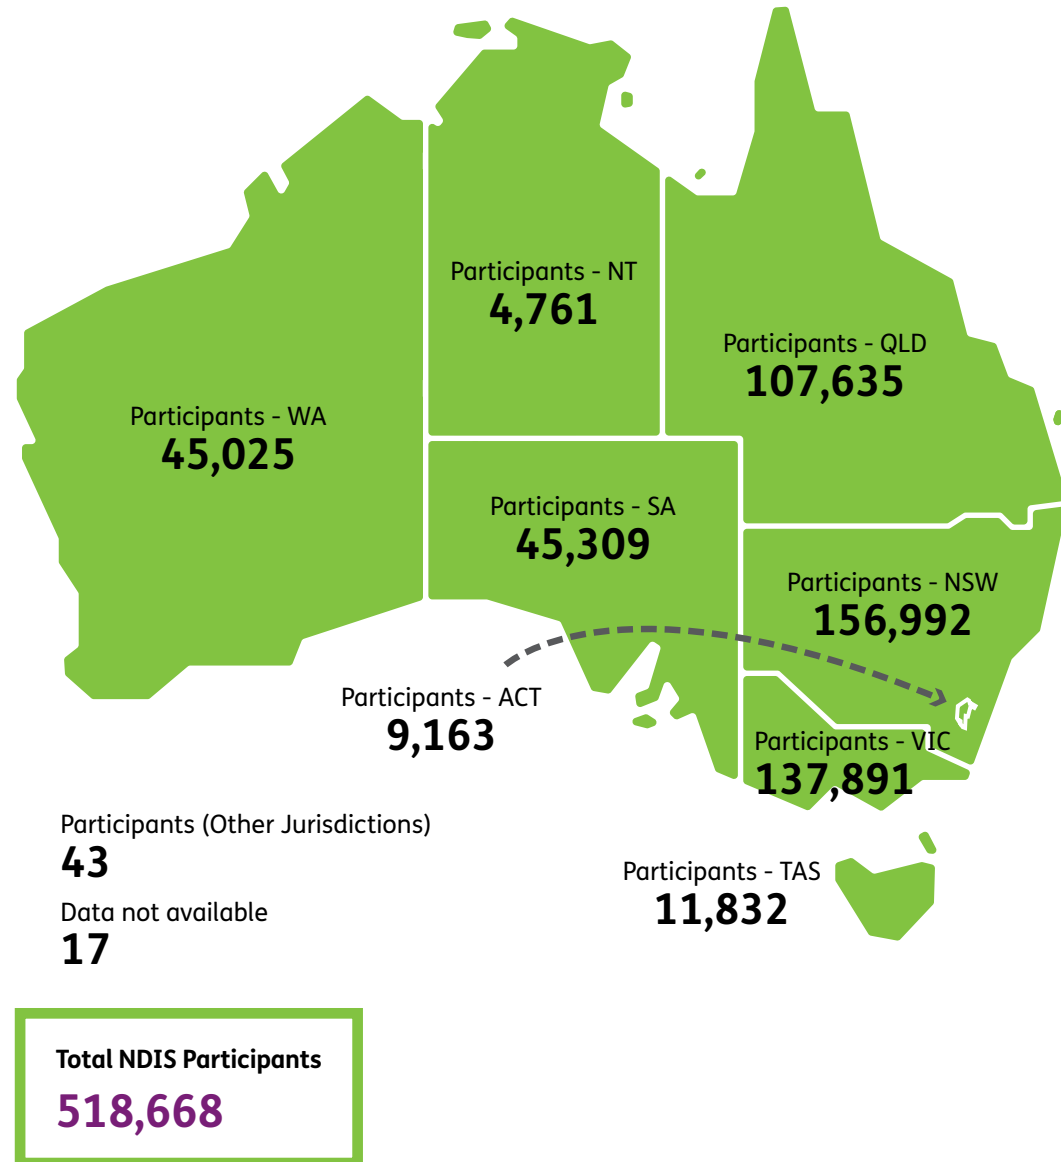 Participants - NT
4,761
Participants - QLD
107,635
Participants - WA
45,025
Participants - SA
45,309
Participants - NSW
156,992
Participants - ACT
9,163
Participants - VIC
137,891
Participants (Other Jurisdictions)
43
Participants - TAS
11,832
Data not available
17
Total NDIS Participants
518,668